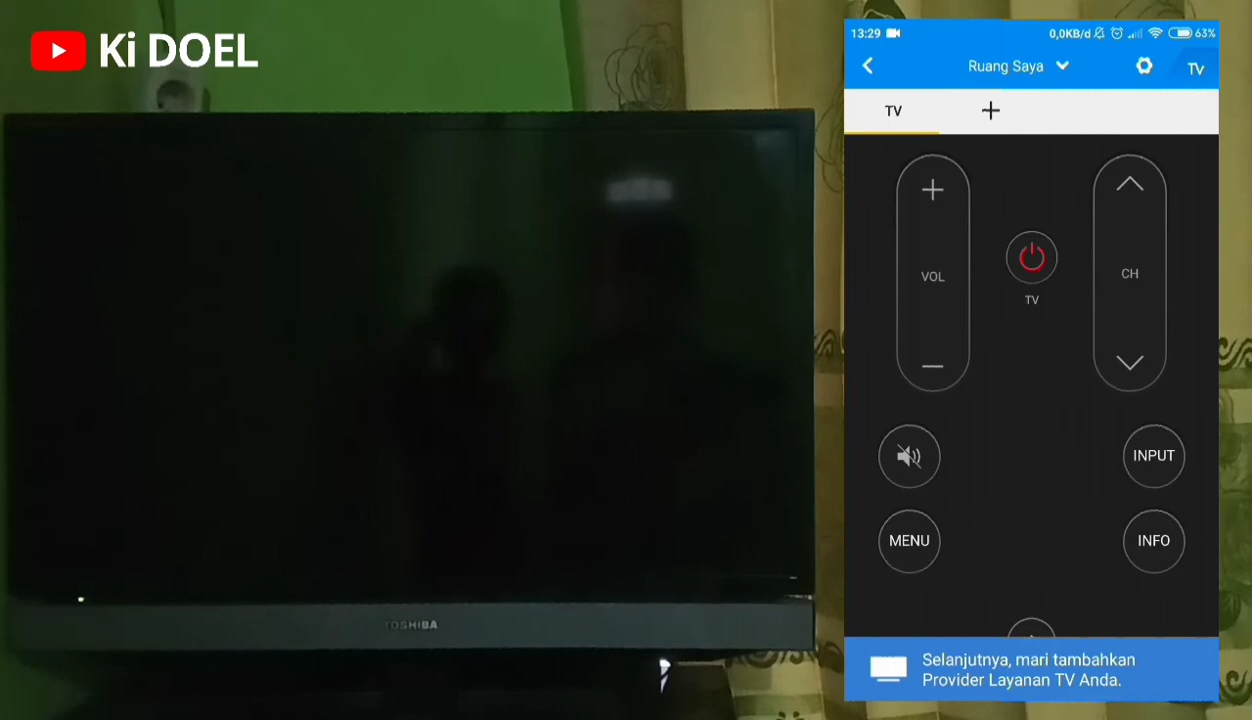 Ki DOEL
13:29
0,0KB/d
63%
Ruang Saya
TV
TV
VOL
TV
CH
INPUT
MENU
INFO
TOSHIBA
Selanjutnya, mari tambahkan
Provider Layanan TV Anda.